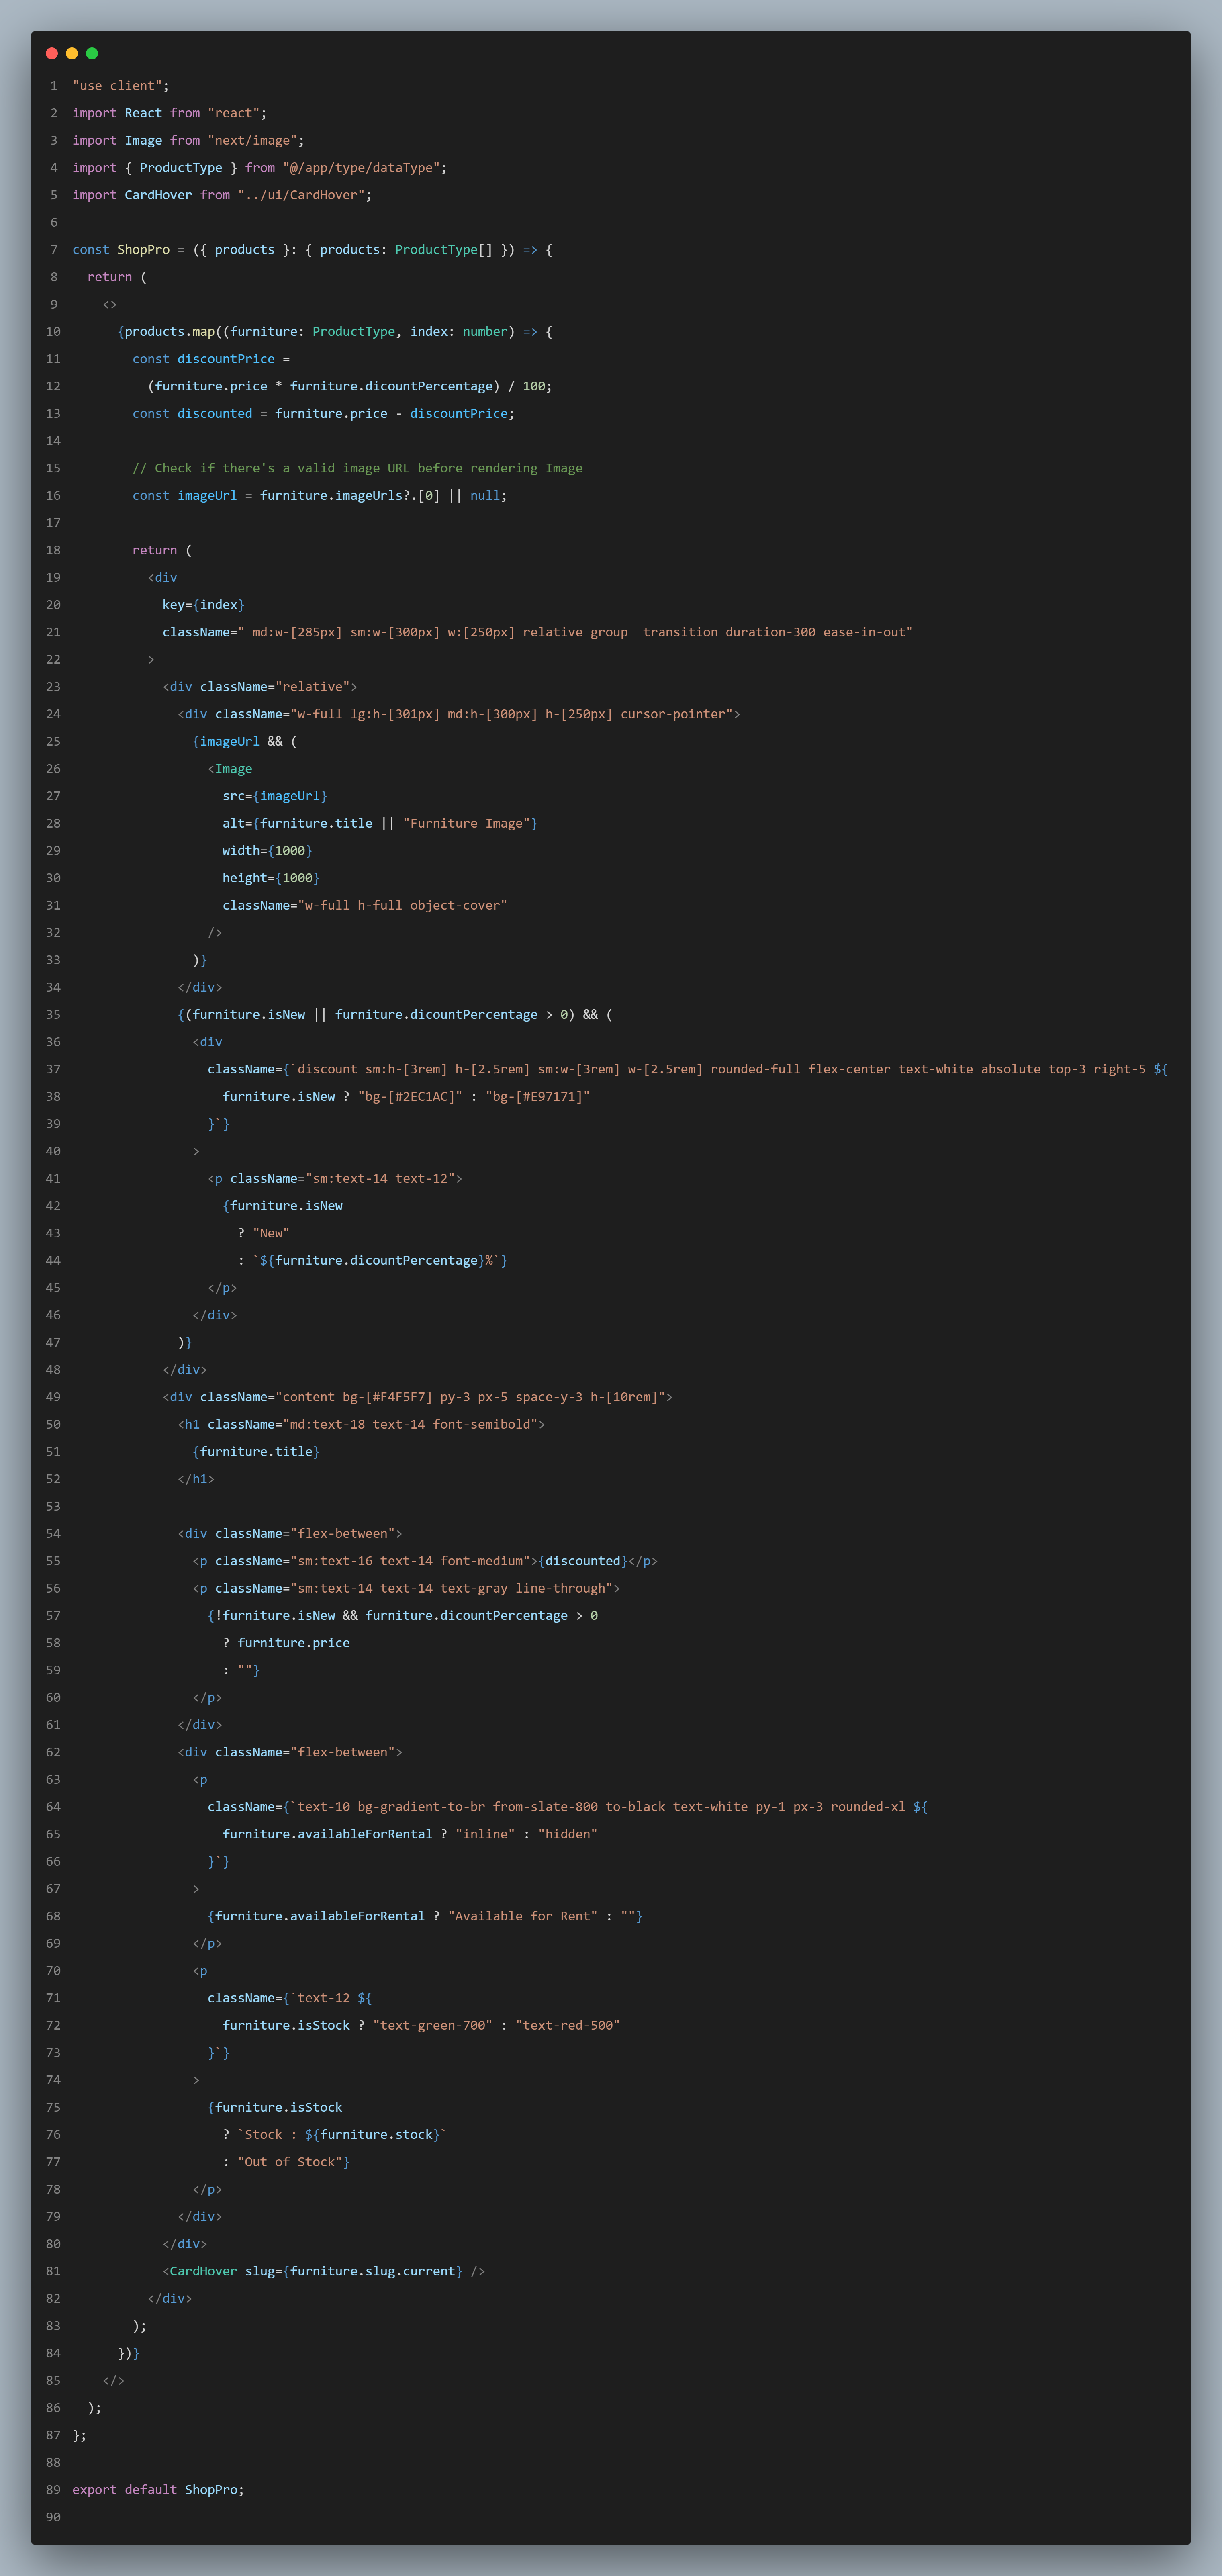 1 "use client";
2 import React from "react";
3 import Image from "next/image";
4 import { ProductType } from "@/app/type/dataType";
5 import CardHover from "../ui/CardHover";
6
7 const ShopPro = ({ products }: { products: ProductType[] }) => {
8   return (
9     <>
10       {products.map((furniture: ProductType, index: number) => {
11         const discountPrice =
12           (furniture.price * furniture.dicountPercentage) / 100;
13         const discounted = furniture.price - discountPrice;
14
15         // Check if there's a valid image URL before rendering Image
16         const imageUrl = furniture.imageUrls?.[0] || null;
17
18         return (
19           <div
20             key={index}
21             className=" md:w-[285px] sm:w-[300px] w:[250px] relative group  transition duration-300 ease-in-out"
22           >
23             <div className="relative">
24               <div className="w-full lg:h-[301px] md:h-[300px] h-[250px] cursor-pointer">
25                 {imageUrl && (
26                   <Image
27                     src={imageUrl}
28                     alt={furniture.title || "Furniture Image"}
29                     width={1000}
30                     height={1000}
31                     className="w-full h-full object-cover"
32                   />
33                 )}
34               </div>
35               {(furniture.isNew || furniture.dicountPercentage > 0) && (
36                 <div
37                   className={`discount sm:h-[3rem] h-[2.5rem] sm:w-[3rem] w-[2.5rem] rounded-full flex-center text-white absolute top-3 right-5 ${
38                     furniture.isNew ? "bg-[#2EC1AC]" : "bg-[#E97171]"
39                   }`}
40                 >
41                   <p className="sm:text-14 text-12">
42                     {furniture.isNew
43                       ? "New"
44                       : `${furniture.dicountPercentage}%`}
45                   </p>
46                 </div>
47               )}
48             </div>
49             <div className="content bg-[#F4F5F7] py-3 px-5 space-y-3 h-[10rem]">
50               <h1 className="md:text-18 text-14 font-semibold">
51                 {furniture.title}
52               </h1>
53
54               <div className="flex-between">
55                 <p className="sm:text-16 text-14 font-medium">{discounted}</p>
56                 <p className="sm:text-14 text-14 text-gray line-through">
57                   {!furniture.isNew && furniture.dicountPercentage > 0
58                     ? furniture.price
59                     : ""}
60                 </p>
61               </div>
62               <div className="flex-between">
63                 <p
64                   className={`text-10 bg-gradient-to-br from-slate-800 to-black text-white py-1 px-3 rounded-xl ${
65                     furniture.availableForRental ? "inline" : "hidden"
66                   }`}
67                 >
68                   {furniture.availableForRental ? "Available for Rent" : ""}
69                 </p>
70                 <p
71                   className={`text-12 ${
72                     furniture.isStock ? "text-green-700" : "text-red-500"
73                   }`}
74                 >
75                   {furniture.isStock
76                     ? `Stock : ${furniture.stock}`
77                     : "Out of Stock"}
78                 </p>
79               </div>
80             </div>
81             <CardHover slug={furniture.slug.current} />
82           </div>
83         );
84       })}
85     </>
86   );
87 };
88
89 export default ShopPro;
90